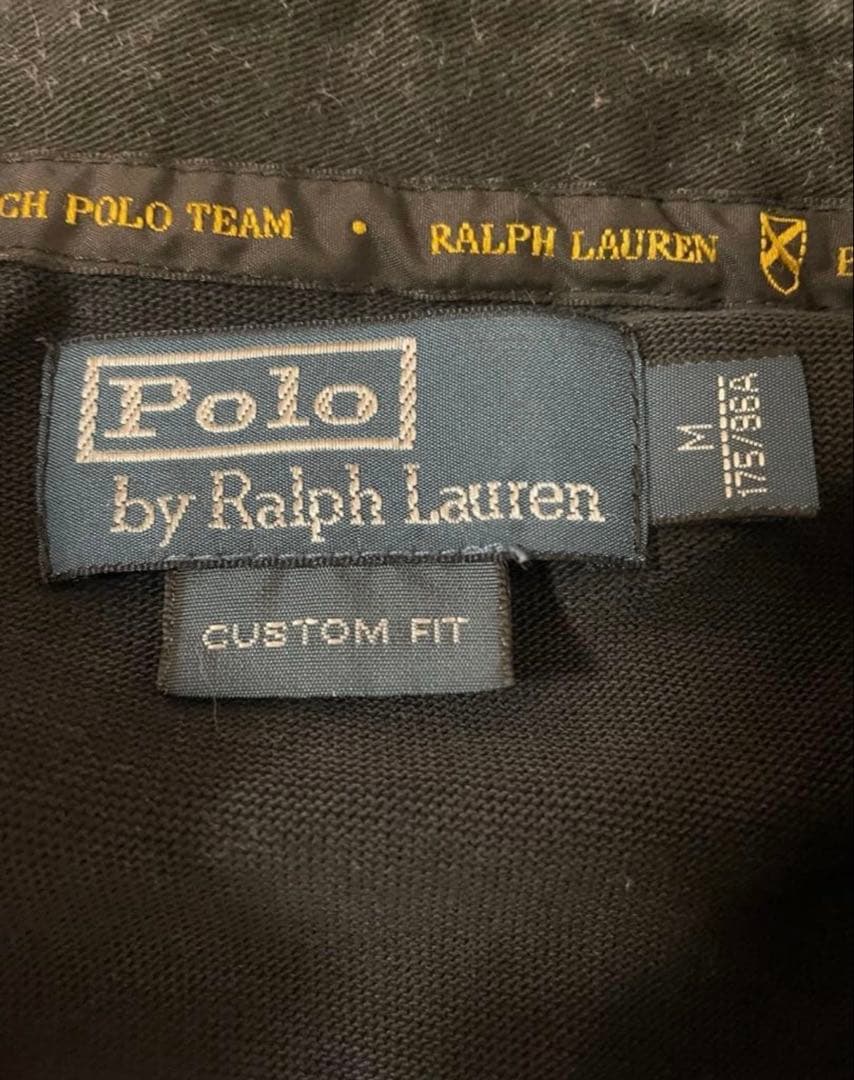 CH POLO TEAM • RALPH LAUREN
Polo
by Ralph Lauren
M
175/96A
CUSTOM FIT